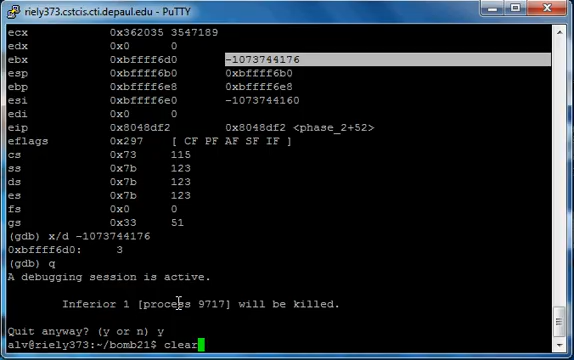 riely373.cstcis.cti.depaul.edu - PuTTY
ecx 0x362035 3547189
edx 0x0 0
ebx 0xbffff6d0 -1073744176
esp 0xbffff6b0 0xbffff6b0
ebp 0xbffff6e8 0xbffff6e8
esi 0xbffff6e0 -1073744160
edi 0x0 0
eip 0x8048df2 0x8048df2 <phase_2+52>
eflags 0x297 [ CF PF AF SF IF ]
cs 0x73 115
ss 0x7b 123
ds 0x7b 123
es 0x7b 123
fs 0x0 0
gs 0x33 51
(gdb) x/d -1073744176
0xbffff6d0: 3
(gdb) q
A debugging session is active.
Inferior 1 [process 9717] will be killed.
Quit anyway? (y or n) y
alv@riely373:~/bomb21$ clear